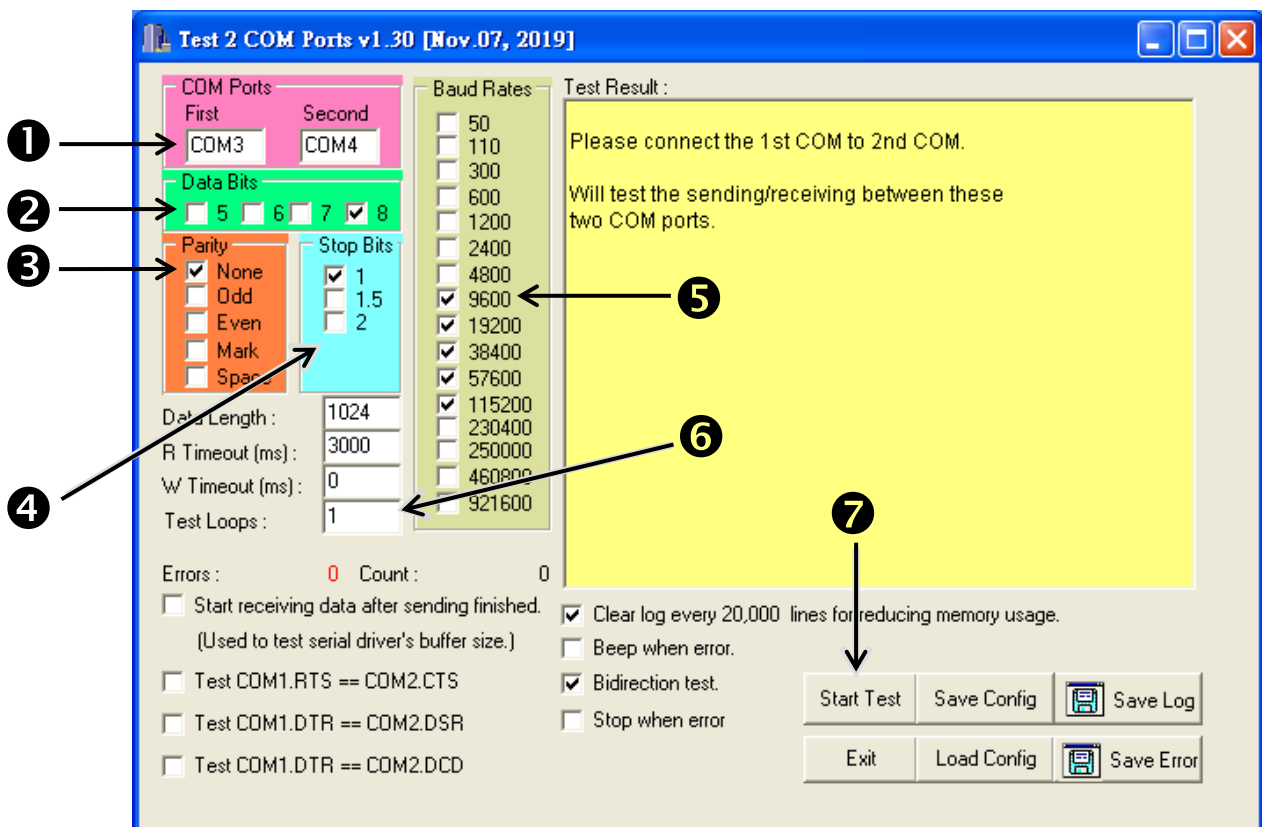 Test 2 COM Ports v1.30 [Nov.07, 2019]
COM Ports
First Second
COM3 COM4
Data Bits
5 6 7 8
Parity
None
Odd
Even
Mark
Space
Stop Bits
1
1.5
2
Data Length : 1024
R Timeout (ms) : 3000
W Timeout (ms) : 0
Test Loops : 1
Baud Rates
50
110
300
600
1200
2400
4800
9600
19200
38400
57600
115200
230400
250000
460800
921600
Test Result :
Please connect the 1st COM to 2nd COM.
Will test the sending/receiving between these
two COM ports.
Errors : 0 Count : 0
Start receiving data after sending finished.
(Used to test serial driver's buffer size.)
Test COM1.RTS == COM2.CTS
Test COM1.DTR == COM2.DSR
Test COM1.DTR == COM2.DCD
Clear log every 20,000 lines for reducing memory usage.
Beep when error.
Bidirection test.
Stop when error
Start Test Save Config Save Log
Exit Load Config Save Error
1
2
3
4
5
6
7